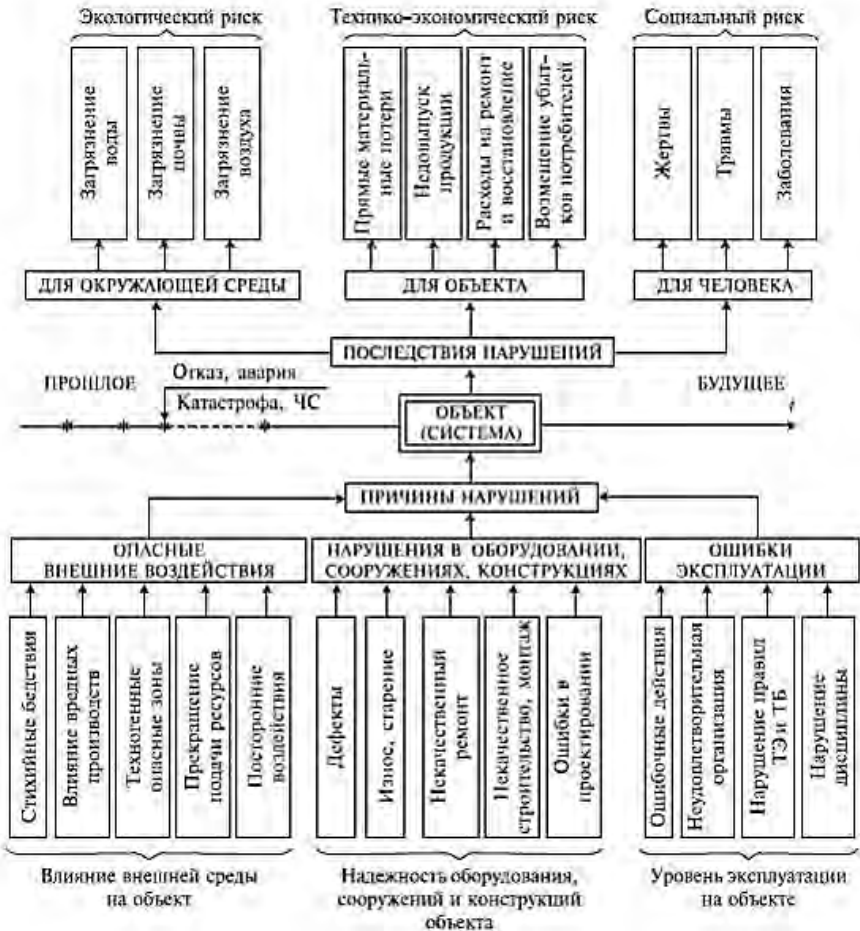 Экологический риск
Технико-экономический риск
Социальный риск
Загрязнение
воды
Загрязнение
почвы
Загрязнение
воздуха
Прямые материаль-
ные потери
Недовыпуск
продукции
Расходы на ремонт
и восстановление
Возмещение убыт-
ков потребителей
Жертвы
Травмы
Заболевания
ДЛЯ ОКРУЖАЮЩЕЙ СРЕДЫ
ДЛЯ ОБЪЕКТА
ДЛЯ ЧЕЛОВЕКА
ПОСЛЕДСТВИЯ НАРУШЕНИЙ
ПРОШЛОЕ
Отказ, авария
Катастрофа, ЧС
БУДУЩЕЕ
t
ОБЪЕКТ
(СИСТЕМА)
ПРИЧИНЫ НАРУШЕНИЙ
ОПАСНЫЕ
ВНЕШНИЕ ВОЗДЕЙСТВИЯ
НАРУШЕНИЯ В ОБОРУДОВАНИИ,
СООРУЖЕНИЯХ, КОНСТРУКЦИЯХ
ОШИБКИ
ЭКСПЛУАТАЦИИ
Стихийные бедствия
Влияние вредных
производств
Техногенные
опасные зоны
Прекращение
подачи ресурсов
Посторонние
воздействия
Дефекты
Износ, старение
Некачественный
ремонт
Некачественное
строительство, монтаж
Ошибки в
проектировании
Ошибочные действия
Неудовлетворительная
организация
Нарушение правил
ТЭ и ТБ
Нарушение
дисциплины
Влияние внешней среды
на объект
Надежность оборудования,
сооружений и конструкций
объекта
Уровень эксплуатации
на объекте